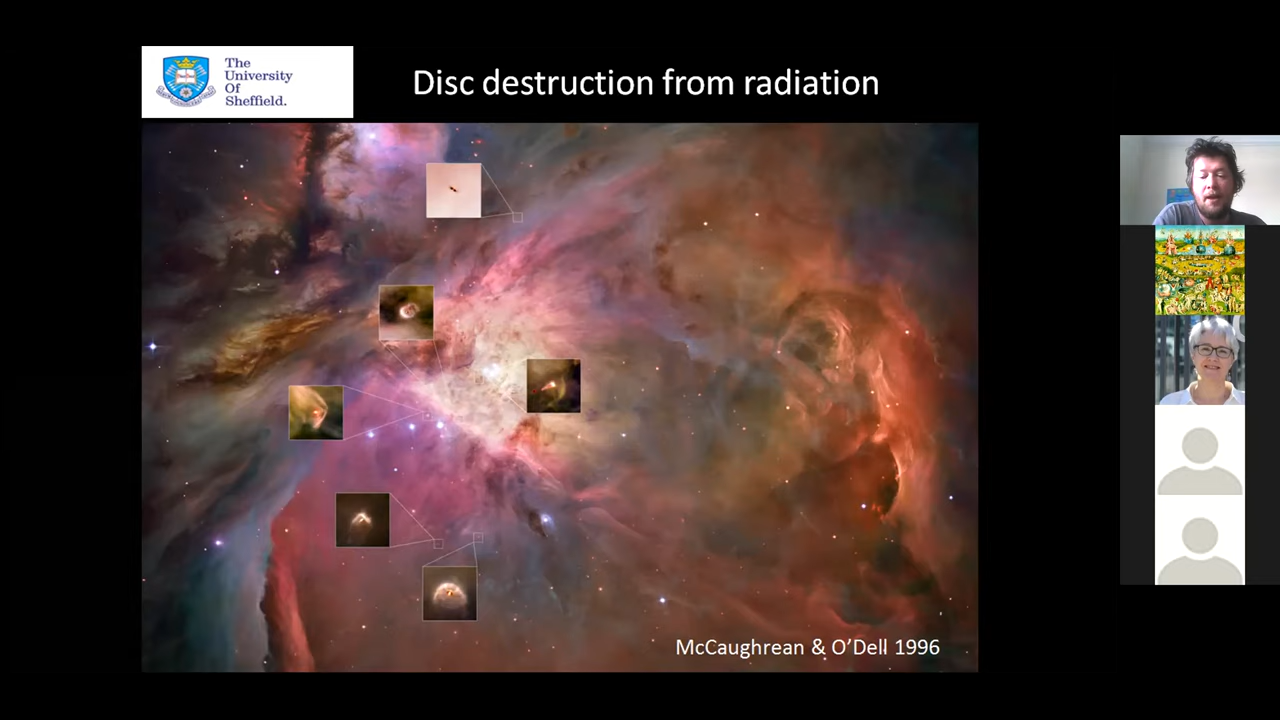 The
University
Of
Sheffield.
Disc destruction from radiation
McCaughrean & O'Dell 1996